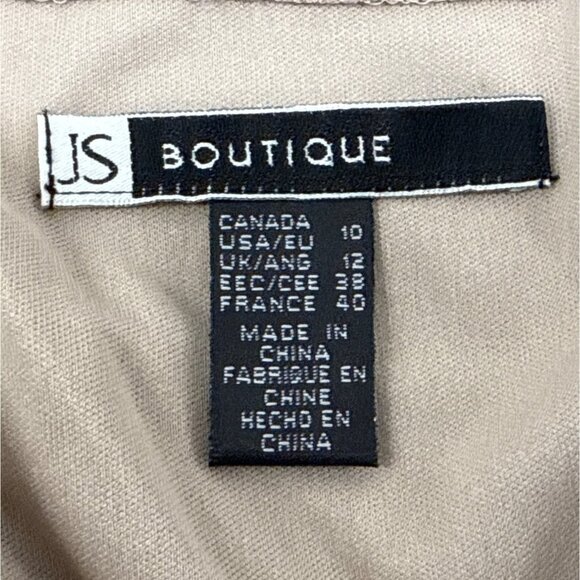 JS BOUTIQUE
CANADA
USA/EU 10
UK/ANG 12
EEC/CEE 38
FRANCE 40
MADE IN
CHINA
FABRIQUE EN
CHINE
HECHO EN
CHINA